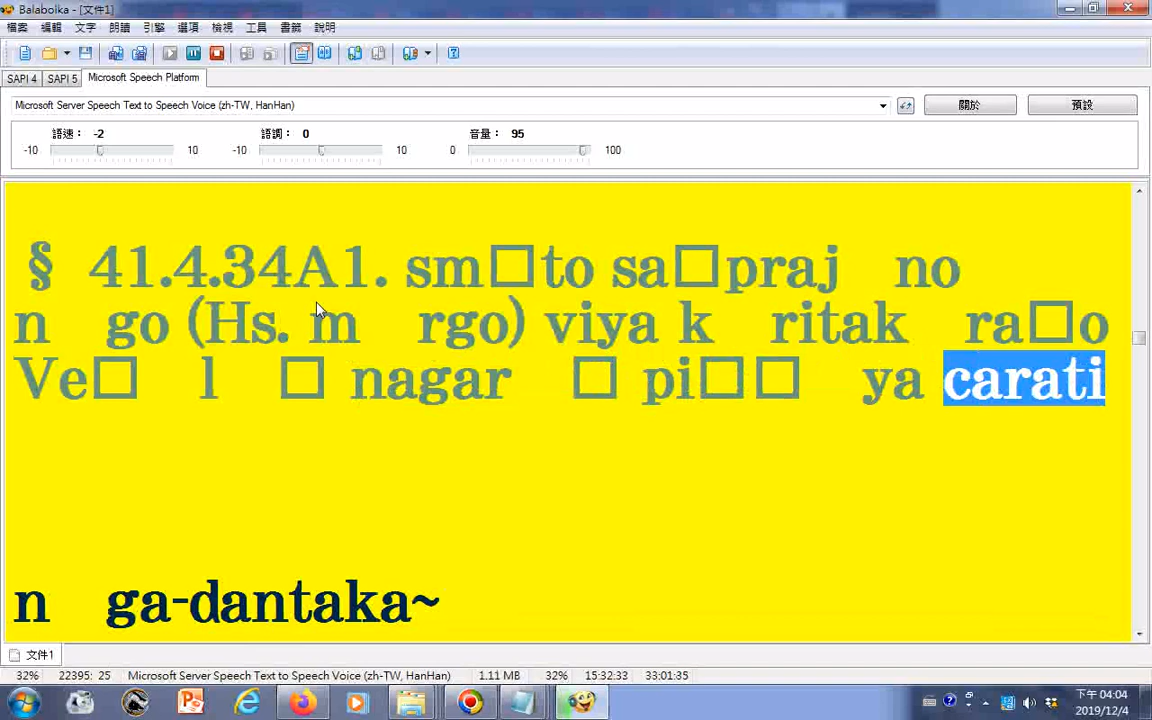 Balabolka - [文件1]
檔案 編輯 文字 朗讀 引擎 選項 檢視 工具 書籤 說明
SAPI 4 SAPI 5 Microsoft Speech Platform
Microsoft Server Speech Text to Speech Voice (zh-TW, HanHan) 關於 預設
語速： -2 語調： 0 音量： 95
-10 10 -10 10 0 100
§ 41.4.34A1. sm□to sa□praj no
n go (Hs. m rgo) viya k ritak ra□o
Ve□ l □ nagar □ pi□□ ya carati
n ga-dantaka~
文件1
32% 22395: 25 Microsoft Server Speech Text to Speech Voice (zh-TW, HanHan) 1.11 MB 32% 15:32:33 33:01:35
下午 04:04
2019/12/4